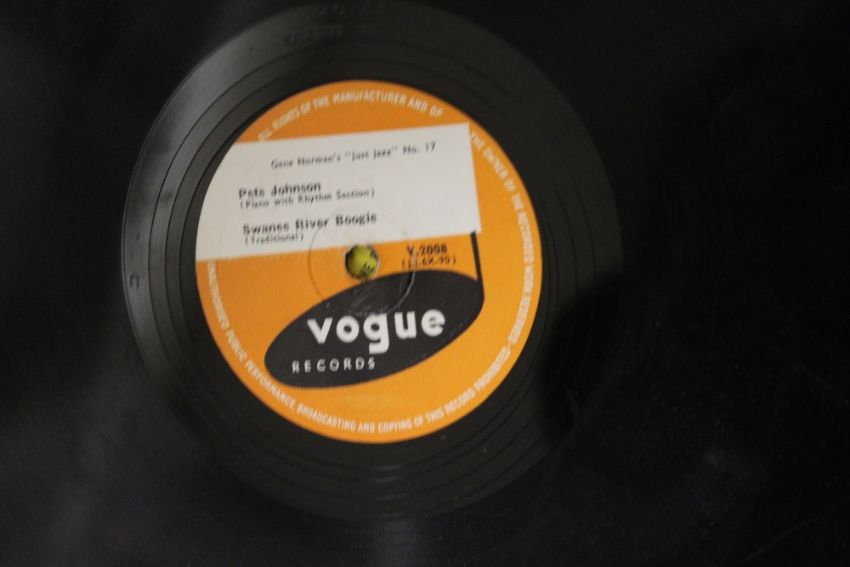 ALL RIGHTS OF THE MANUFACTURER AND OF THE OWNER OF THE RECORDED WORK RESERVED
Gene Norman's "Just Jazz" No. 17
Pete Johnson
(Piano with Rhythm Section)
Swanee River Boogie
(Traditional)
V.2008
vogue
RECORDS
UNAUTHORISED PUBLIC PERFORMANCE, BROADCASTING AND COPYING OF THIS RECORD PROHIBITED